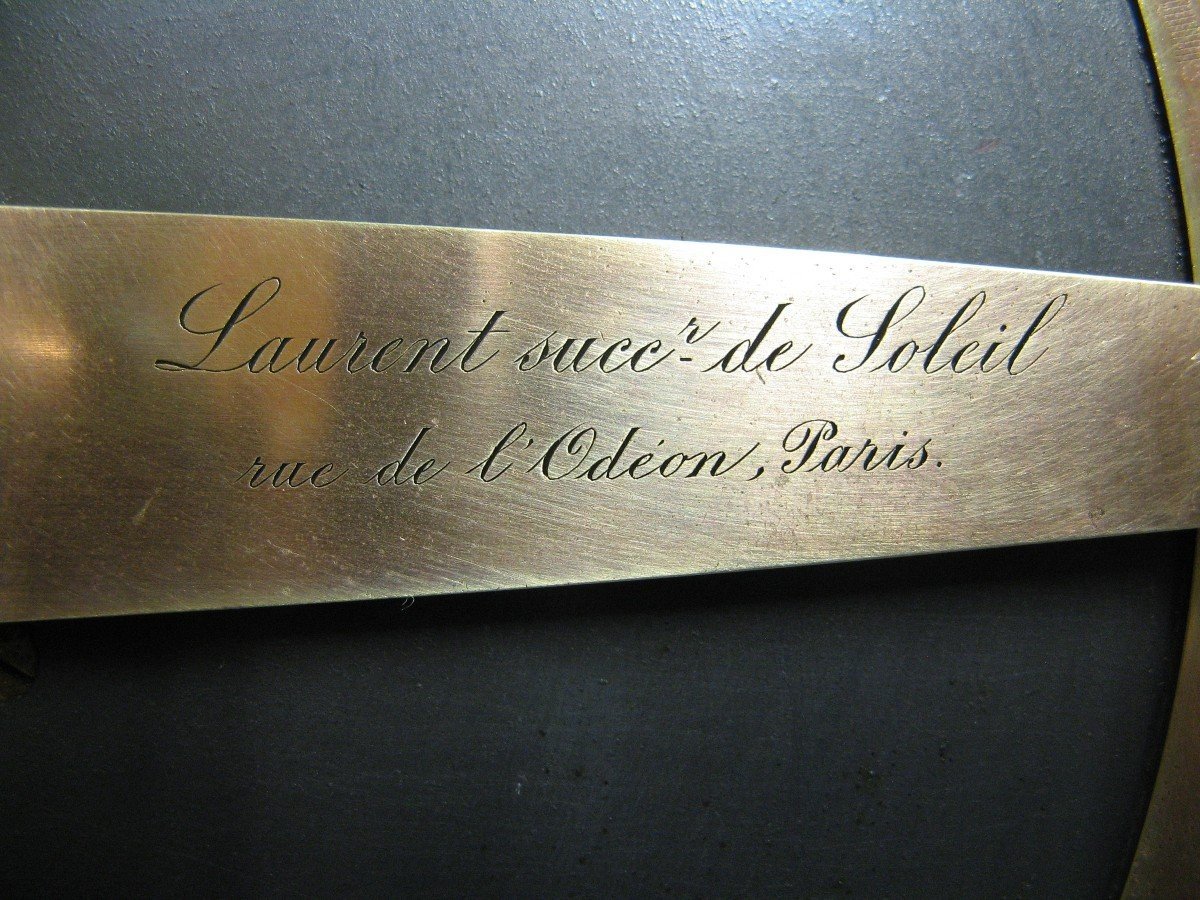 Laurent succr. de Soleil
rue de l'Odéon, Paris.